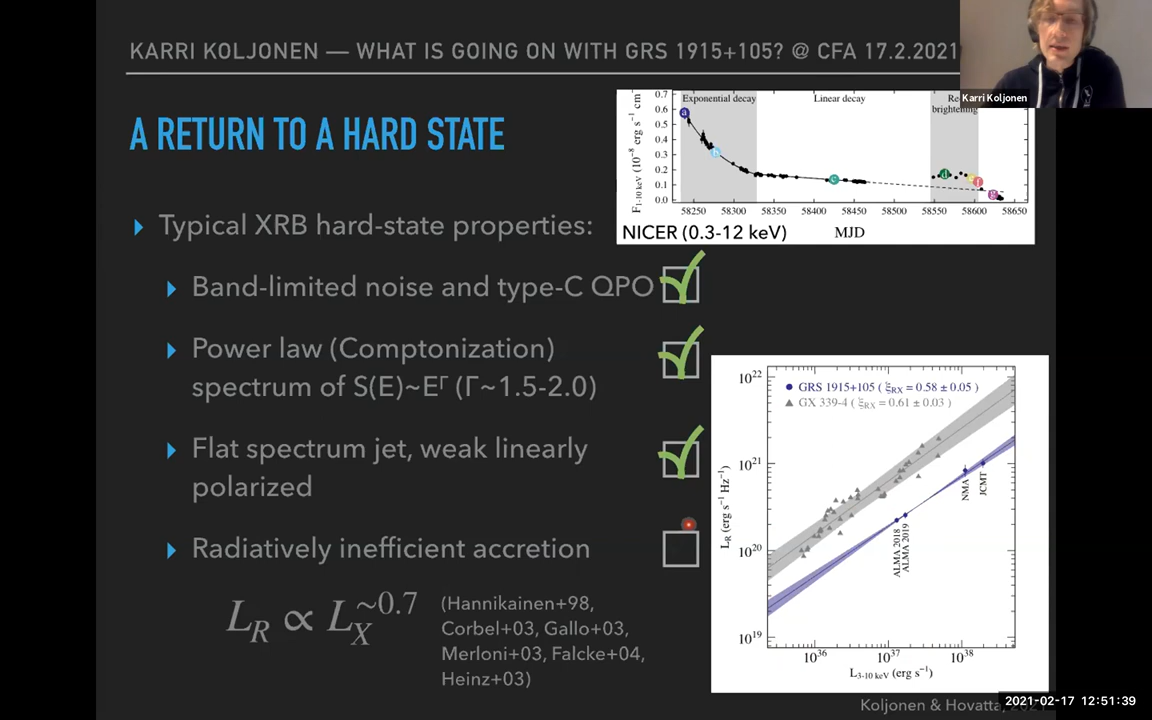 KARRI KOLJONEN — WHAT IS GOING ON WITH GRS 1915+105? @ CFA 17.2.2021
Karri Koljonen
A RETURN TO A HARD STATE
Exponential decay
Linear decay
brightening
F1-10 keV (10⁻⁸ erg s⁻¹ cm
0.7
0.6
0.5
0.4
0.3
0.2
0.1
0.0
a
b
c
d
f
g
58250 58300 58350 58400 58450 58500 58550 58600 58650
NICER (0.3-12 keV) MJD
Typical XRB hard-state properties:
Band-limited noise and type-C QPO
Power law (Comptonization)
spectrum of S(E)~E^Γ (Γ~1.5-2.0)
Flat spectrum jet, weak linearly
polarized
Radiatively inefficient accretion
L_R ∝ L_X^~0.7
(Hannikainen+98,
Corbel+03, Gallo+03,
Merloni+03, Falcke+04,
Heinz+03)
GRS 1915+105 ( ξRX = 0.58 ± 0.05 )
GX 339-4 ( ξRX = 0.61 ± 0.03 )
L_R (erg s⁻¹ Hz⁻¹)
10²²
10²¹
10²⁰
10¹⁹
ALMA 2018
ALMA 2019
NMA
JCMT
10³⁶ 10³⁷ 10³⁸
L3-10 keV (erg s⁻¹)
Koljonen & Hovatta,
2021-02-17 12:51:39